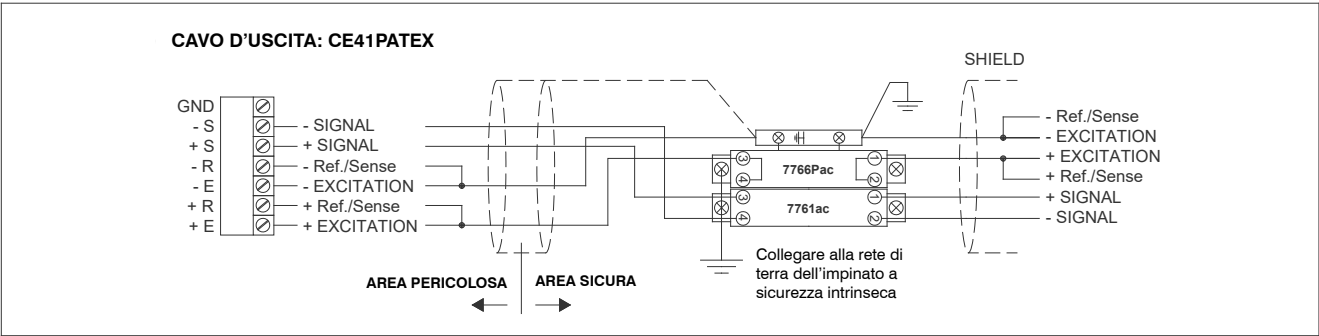 CAVO D'USCITA: CE41PATEX
SHIELD
GND
- S
+ S
- R
- E
+ R
+ E
- SIGNAL
+ SIGNAL
- Ref./Sense
- EXCITATION
+ Ref./Sense
+ EXCITATION
3
4
7766Pac
1
2
3
4
7761ac
1
2
- Ref./Sense
- EXCITATION
+ EXCITATION
+ Ref./Sense
+ SIGNAL
- SIGNAL
AREA PERICOLOSA
AREA SICURA
Collegare alla rete di
terra dell'impinato a
sicurezza intrinseca